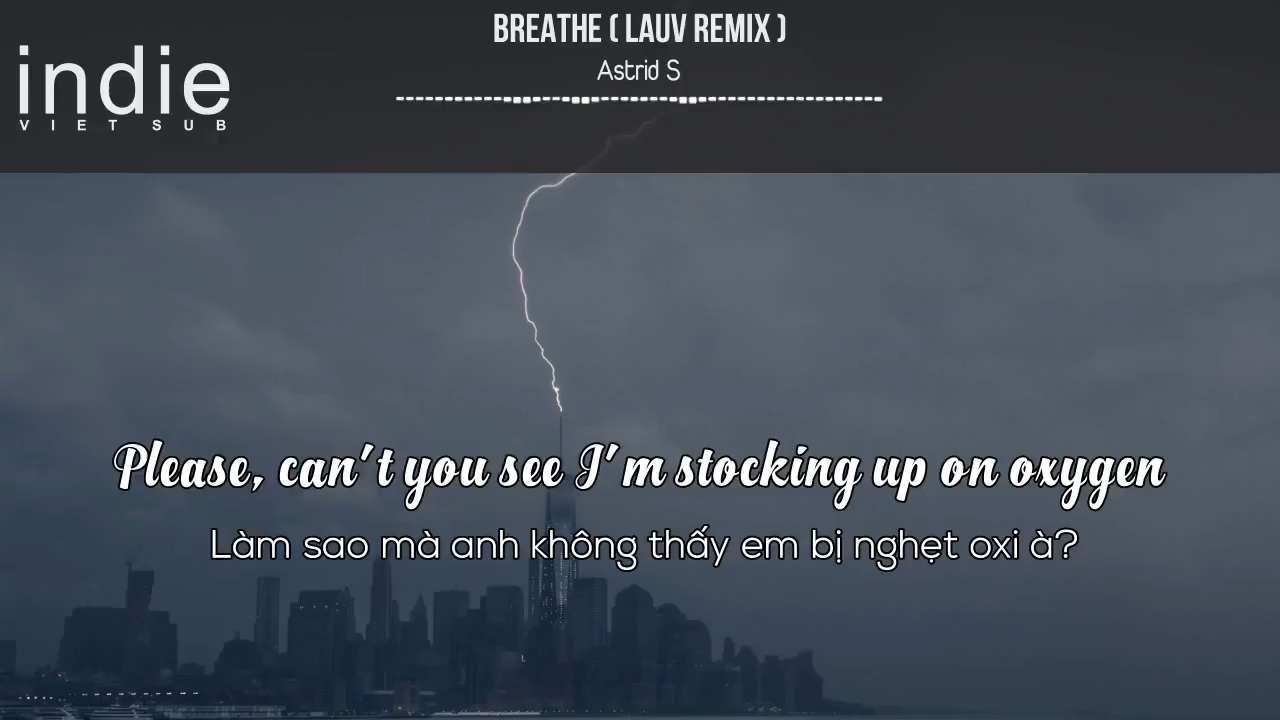 BREATHE ( LAUV REMIX )
Astrid S
indie
VIET SUB
Please, can't you see I'm stocking up on oxygen
Làm sao mà anh không thấy em bị nghẹt oxi à?